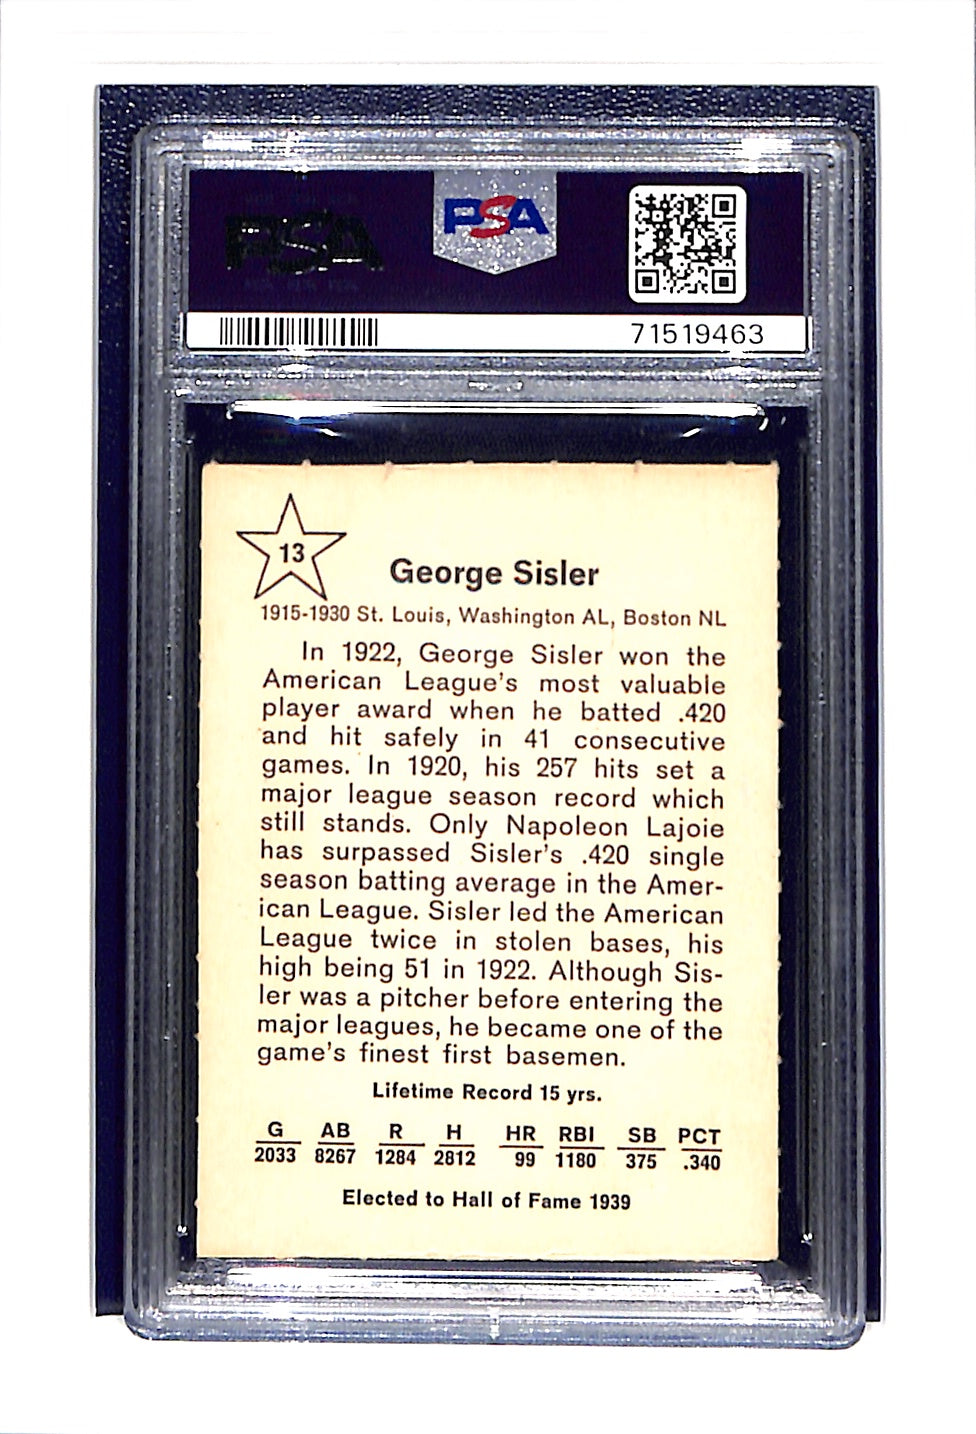 PSA
PSA
71519463
13
George Sisler
1915-1930 St. Louis, Washington AL, Boston NL
In 1922, George Sisler won the
American League's most valuable
player award when he batted .420
and hit safely in 41 consecutive
games. In 1920, his 257 hits set a
major league season record which
still stands. Only Napoleon Lajoie
has surpassed Sisler's .420 single
season batting average in the Amer-
ican League. Sisler led the American
League twice in stolen bases, his
high being 51 in 1922. Although Sis-
ler was a pitcher before entering the
major leagues, he became one of the
game's finest first basemen.
Lifetime Record 15 yrs.
G AB R H HR RBI SB PCT
2033 8267 1284 2812 99 1180 375 .340
Elected to Hall of Fame 1939